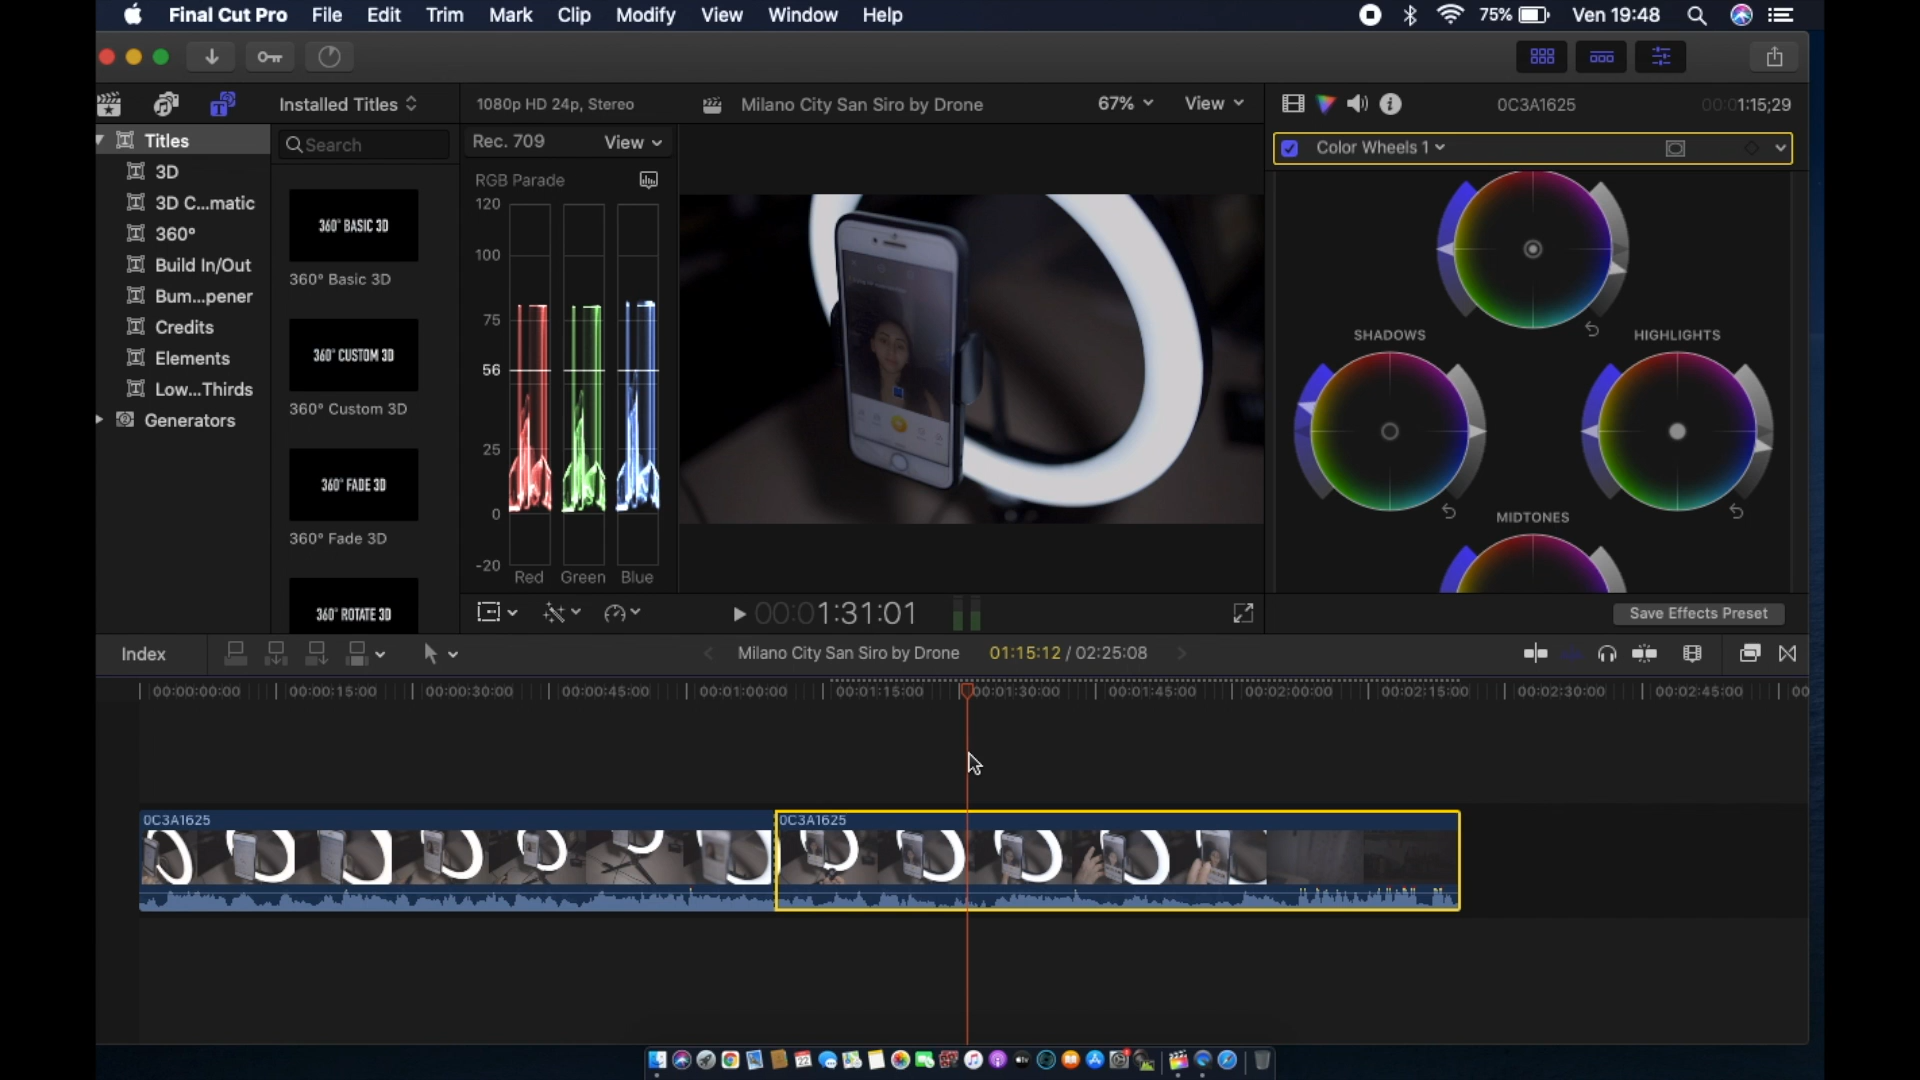 Final Cut Pro File Edit Trim Mark Clip Modify View Window Help 75% Ven 19:48
Installed Titles
1080p HD 24p, Stereo Milano City San Siro by Drone 67% View
0C3A1625 00:01:15;29
Titles
3D
3D C...matic
360°
Build In/Out
Bum...pener
Credits
Elements
Low...Thirds
Generators
Search
360° BASIC 3D
360° Basic 3D
360° CUSTOM 3D
360° Custom 3D
360° FADE 3D
360° Fade 3D
360° ROTATE 3D
Rec. 709 View
RGB Parade
120
100
75
56
25
0
-20
Red Green Blue
Color Wheels 1
SHADOWS HIGHLIGHTS
MIDTONES
00:01:31:01
Save Effects Preset
Index
Milano City San Siro by Drone 01:15:12 / 02:25:08
00:00:00:00 00:00:15:00 00:00:30:00 00:00:45:00 00:01:00:00 00:01:15:00 00:01:30:00 00:01:45:00 00:02:00:00 00:02:15:00 00:02:30:00 00:02:45:00 00
0C3A1625 0C3A1625